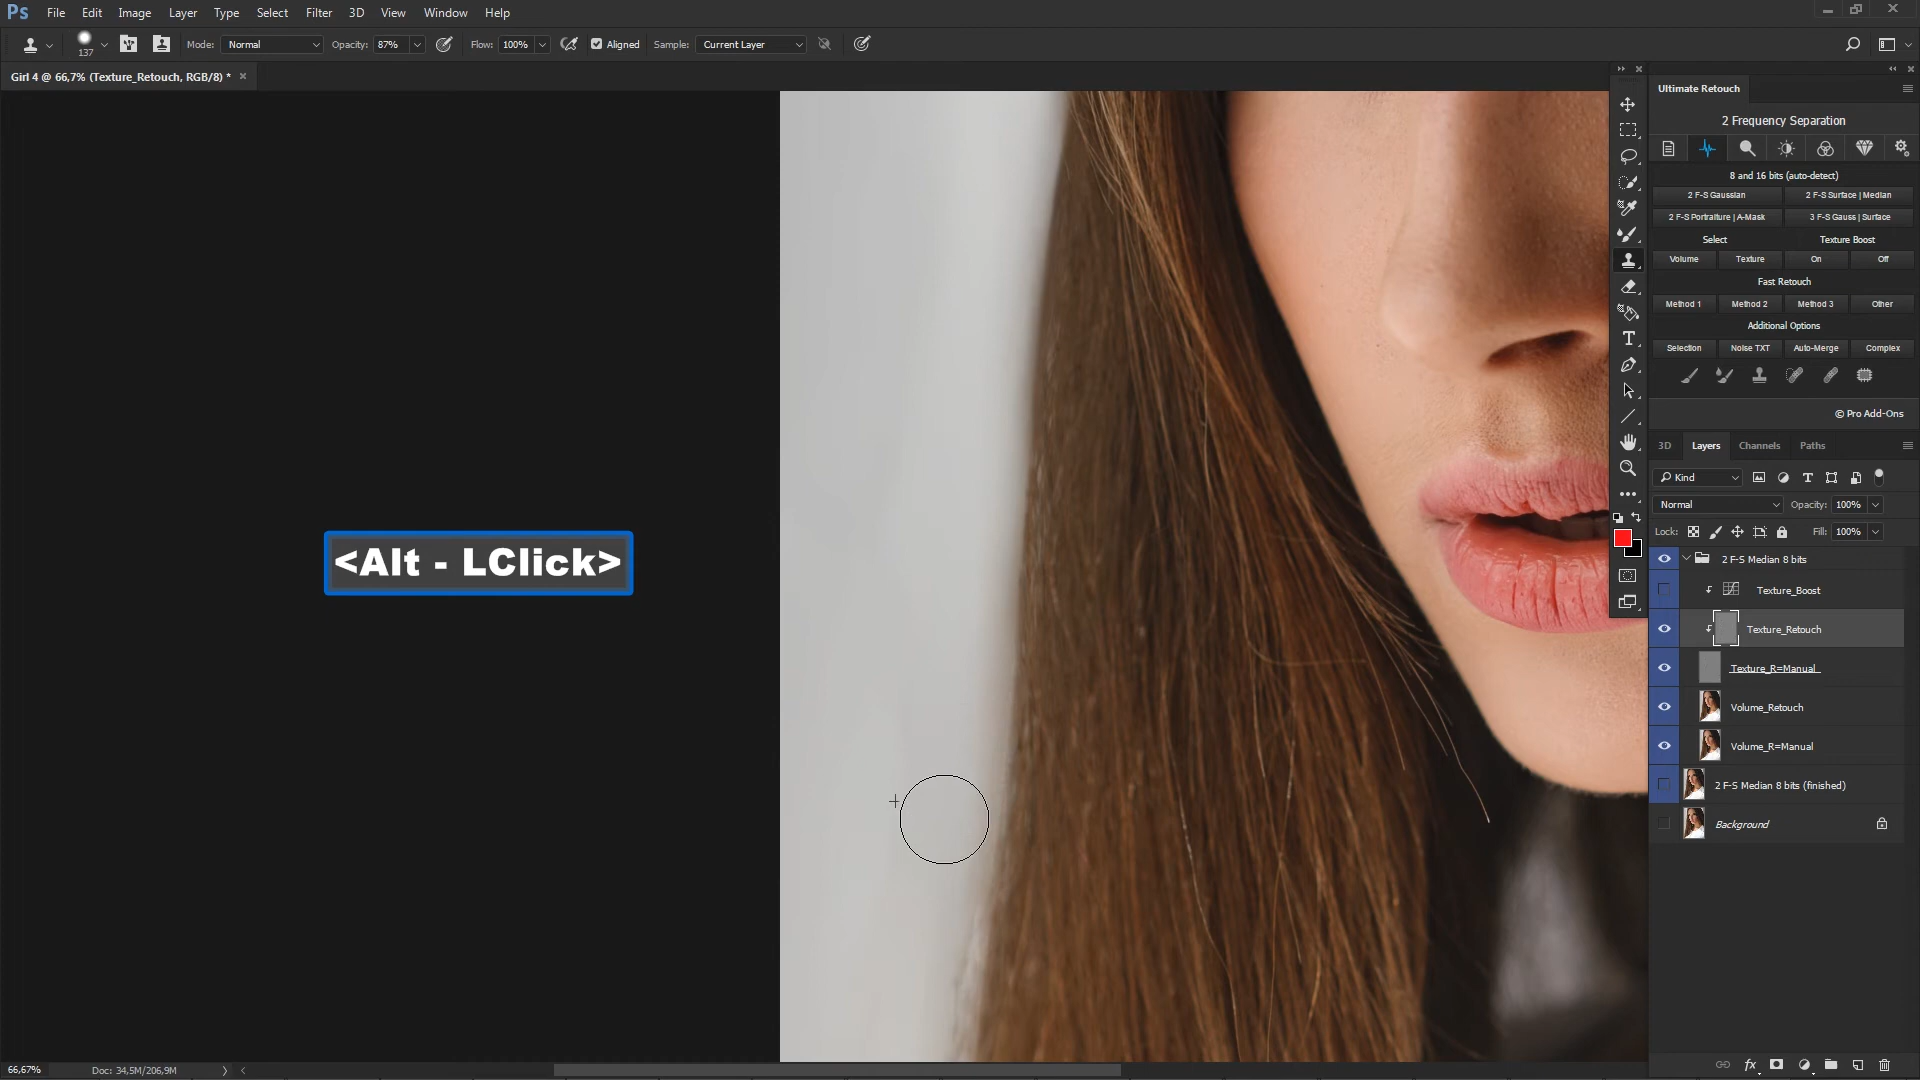 Ps File Edit Image Layer Type Select Filter 3D View Window Help
137 Mode: Normal Opacity: 87% Flow: 100% Aligned Sample: Current Layer
Girl 4 @ 66,7% (Texture_Retouch, RGB/8) * ×
Ultimate Retouch
2 Frequency Separation
8 and 16 bits (auto-detect)
2 F-S Gaussian 2 F-S Surface | Median
2 F-S Portraiture | A-Mask 3 F-S Gauss | Surface
Select Texture Boost
Volume Texture On Off
Fast Retouch
Method 1 Method 2 Method 3 Other
Additional Options
Selection Noise TXT Auto-Merge Complex
© Pro Add-Ons
3D Layers Channels Paths
Kind
Normal Opacity: 100%
Lock: Fill: 100%
2 F-S Median 8 bits
Texture_Boost
Texture_Retouch
Texture_R=Manual
Volume_Retouch
Volume_R=Manual
2 F-S Median 8 bits (finished)
Background
<Alt - LClick>
66,67% Doc: 34,5M/206,9M